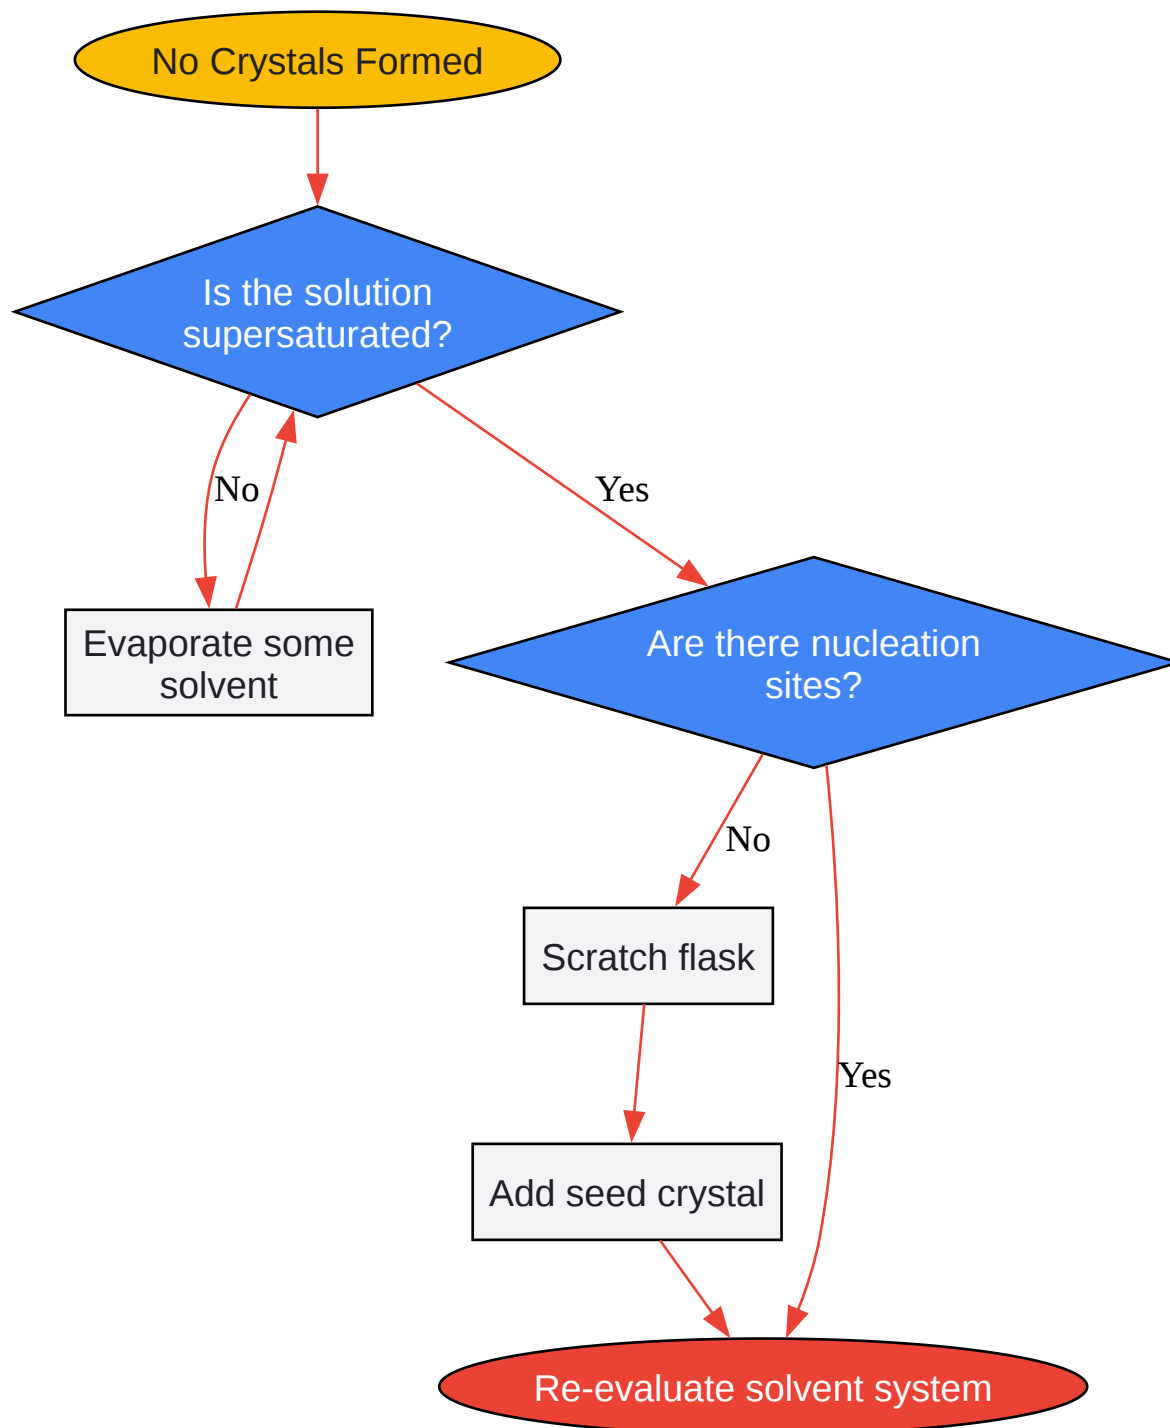 No Crystals Formed
Is the solution
supersaturated?
No
Yes
Evaporate some
solvent
Are there nucleation
sites?
No
Scratch flask
Yes
Add seed crystal
Re-evaluate solvent system